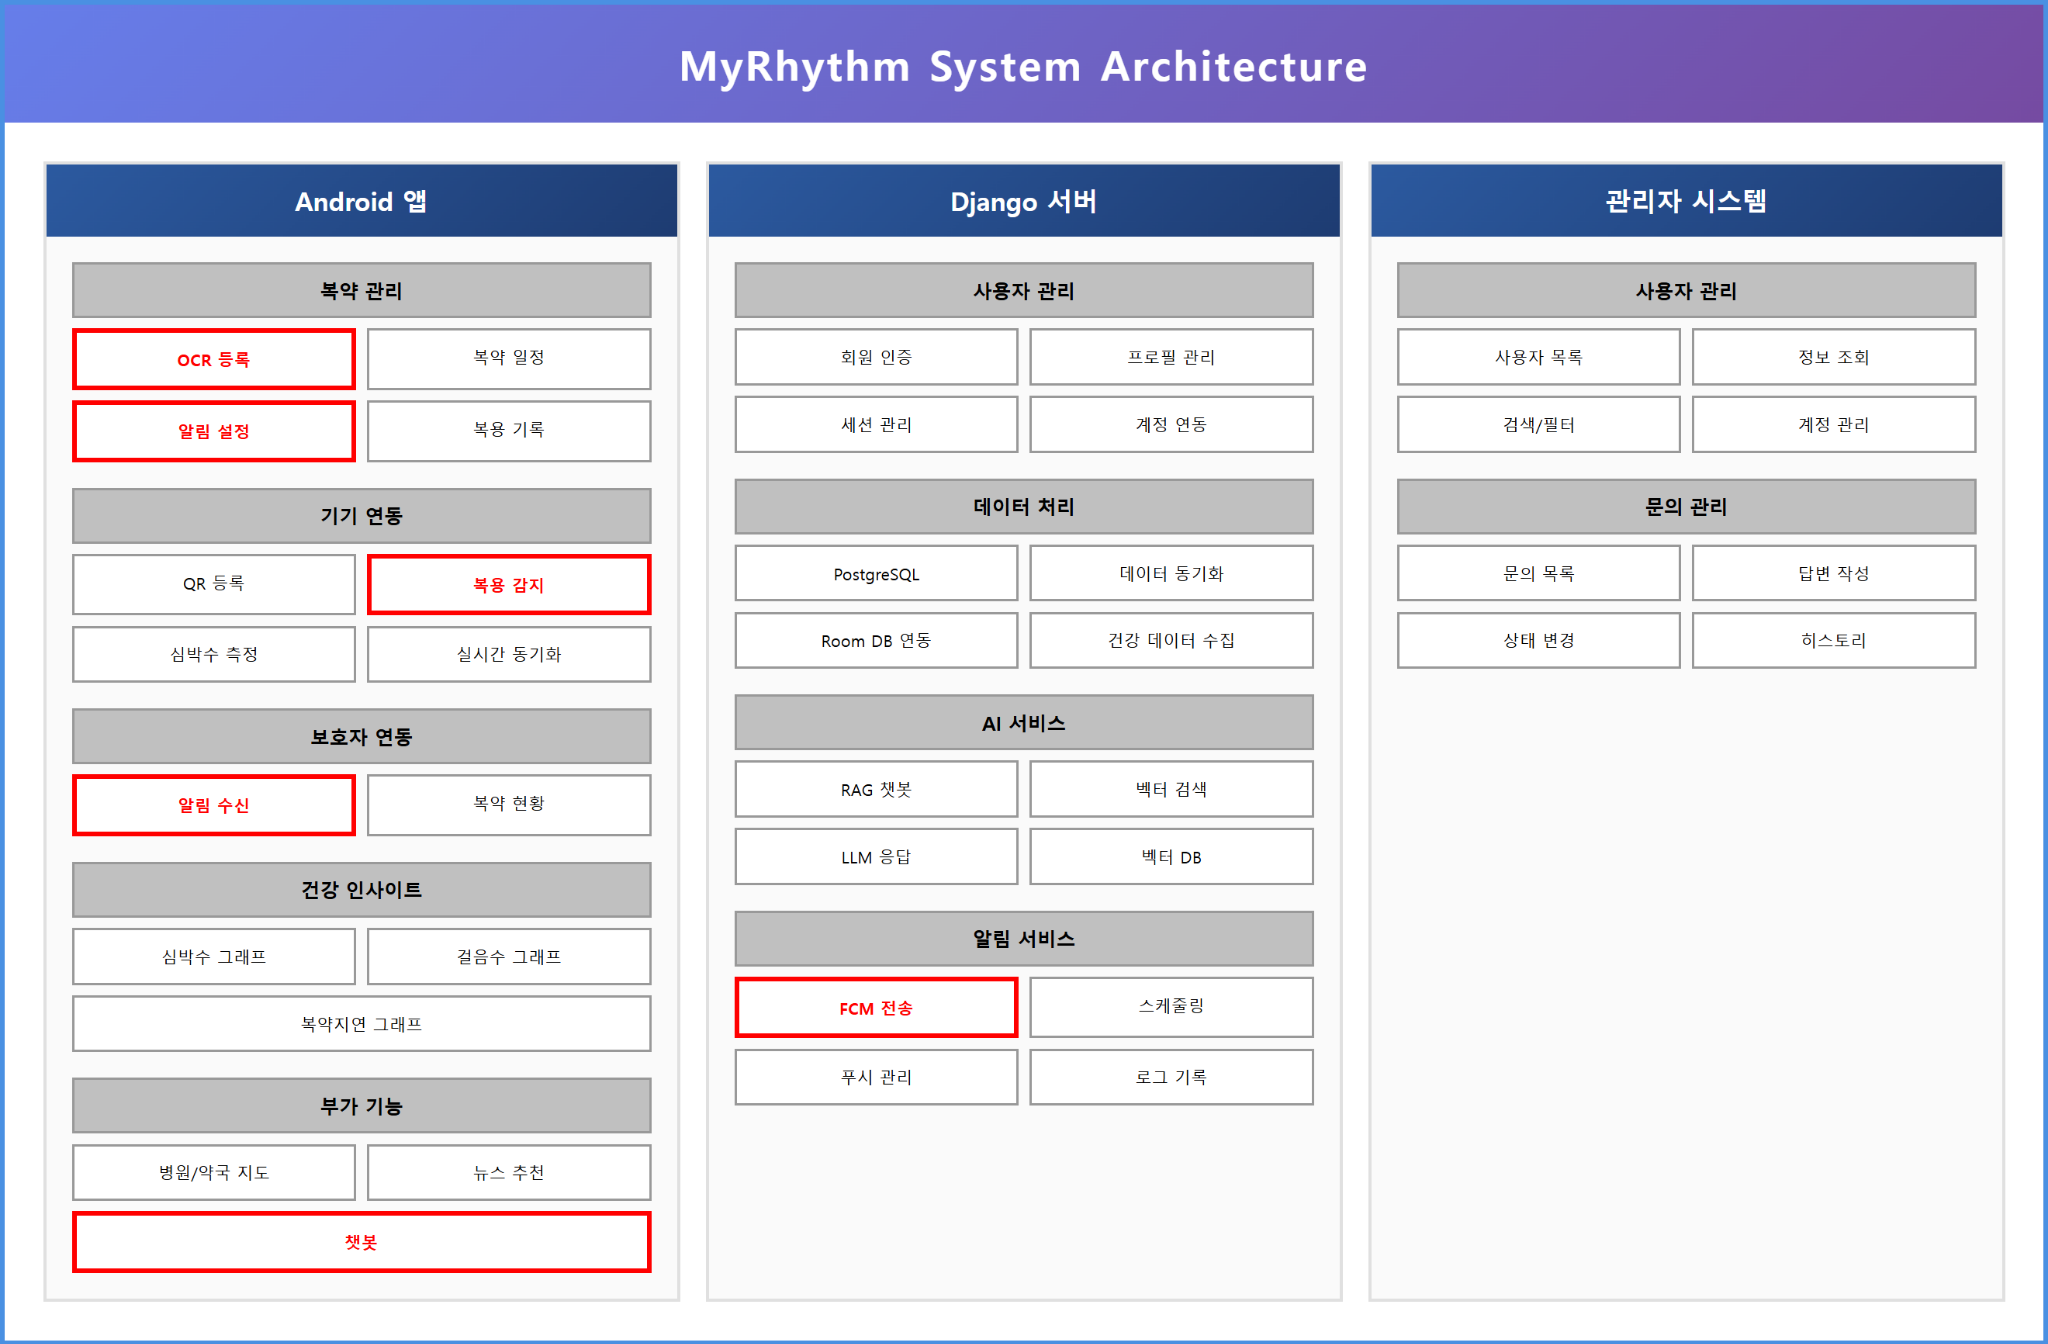 MyRhythm System Architecture
Android 앱
복약 관리
OCR 등록
복약 일정
알림 설정
복용 기록
기기 연동
QR 등록
복용 감지
심박수 측정
실시간 동기화
보호자 연동
알림 수신
복약 현황
건강 인사이트
심박수 그래프
걸음수 그래프
복약지연 그래프
부가 기능
병원/약국 지도
뉴스 추천
챗봇
Django 서버
사용자 관리
회원 인증
프로필 관리
세션 관리
계정 연동
데이터 처리
PostgreSQL
데이터 동기화
Room DB 연동
건강 데이터 수집
AI 서비스
RAG 챗봇
벡터 검색
LLM 응답
벡터 DB
알림 서비스
FCM 전송
스케줄링
푸시 관리
로그 기록
관리자 시스템
사용자 관리
사용자 목록
정보 조회
검색/필터
계정 관리
문의 관리
문의 목록
답변 작성
상태 변경
히스토리